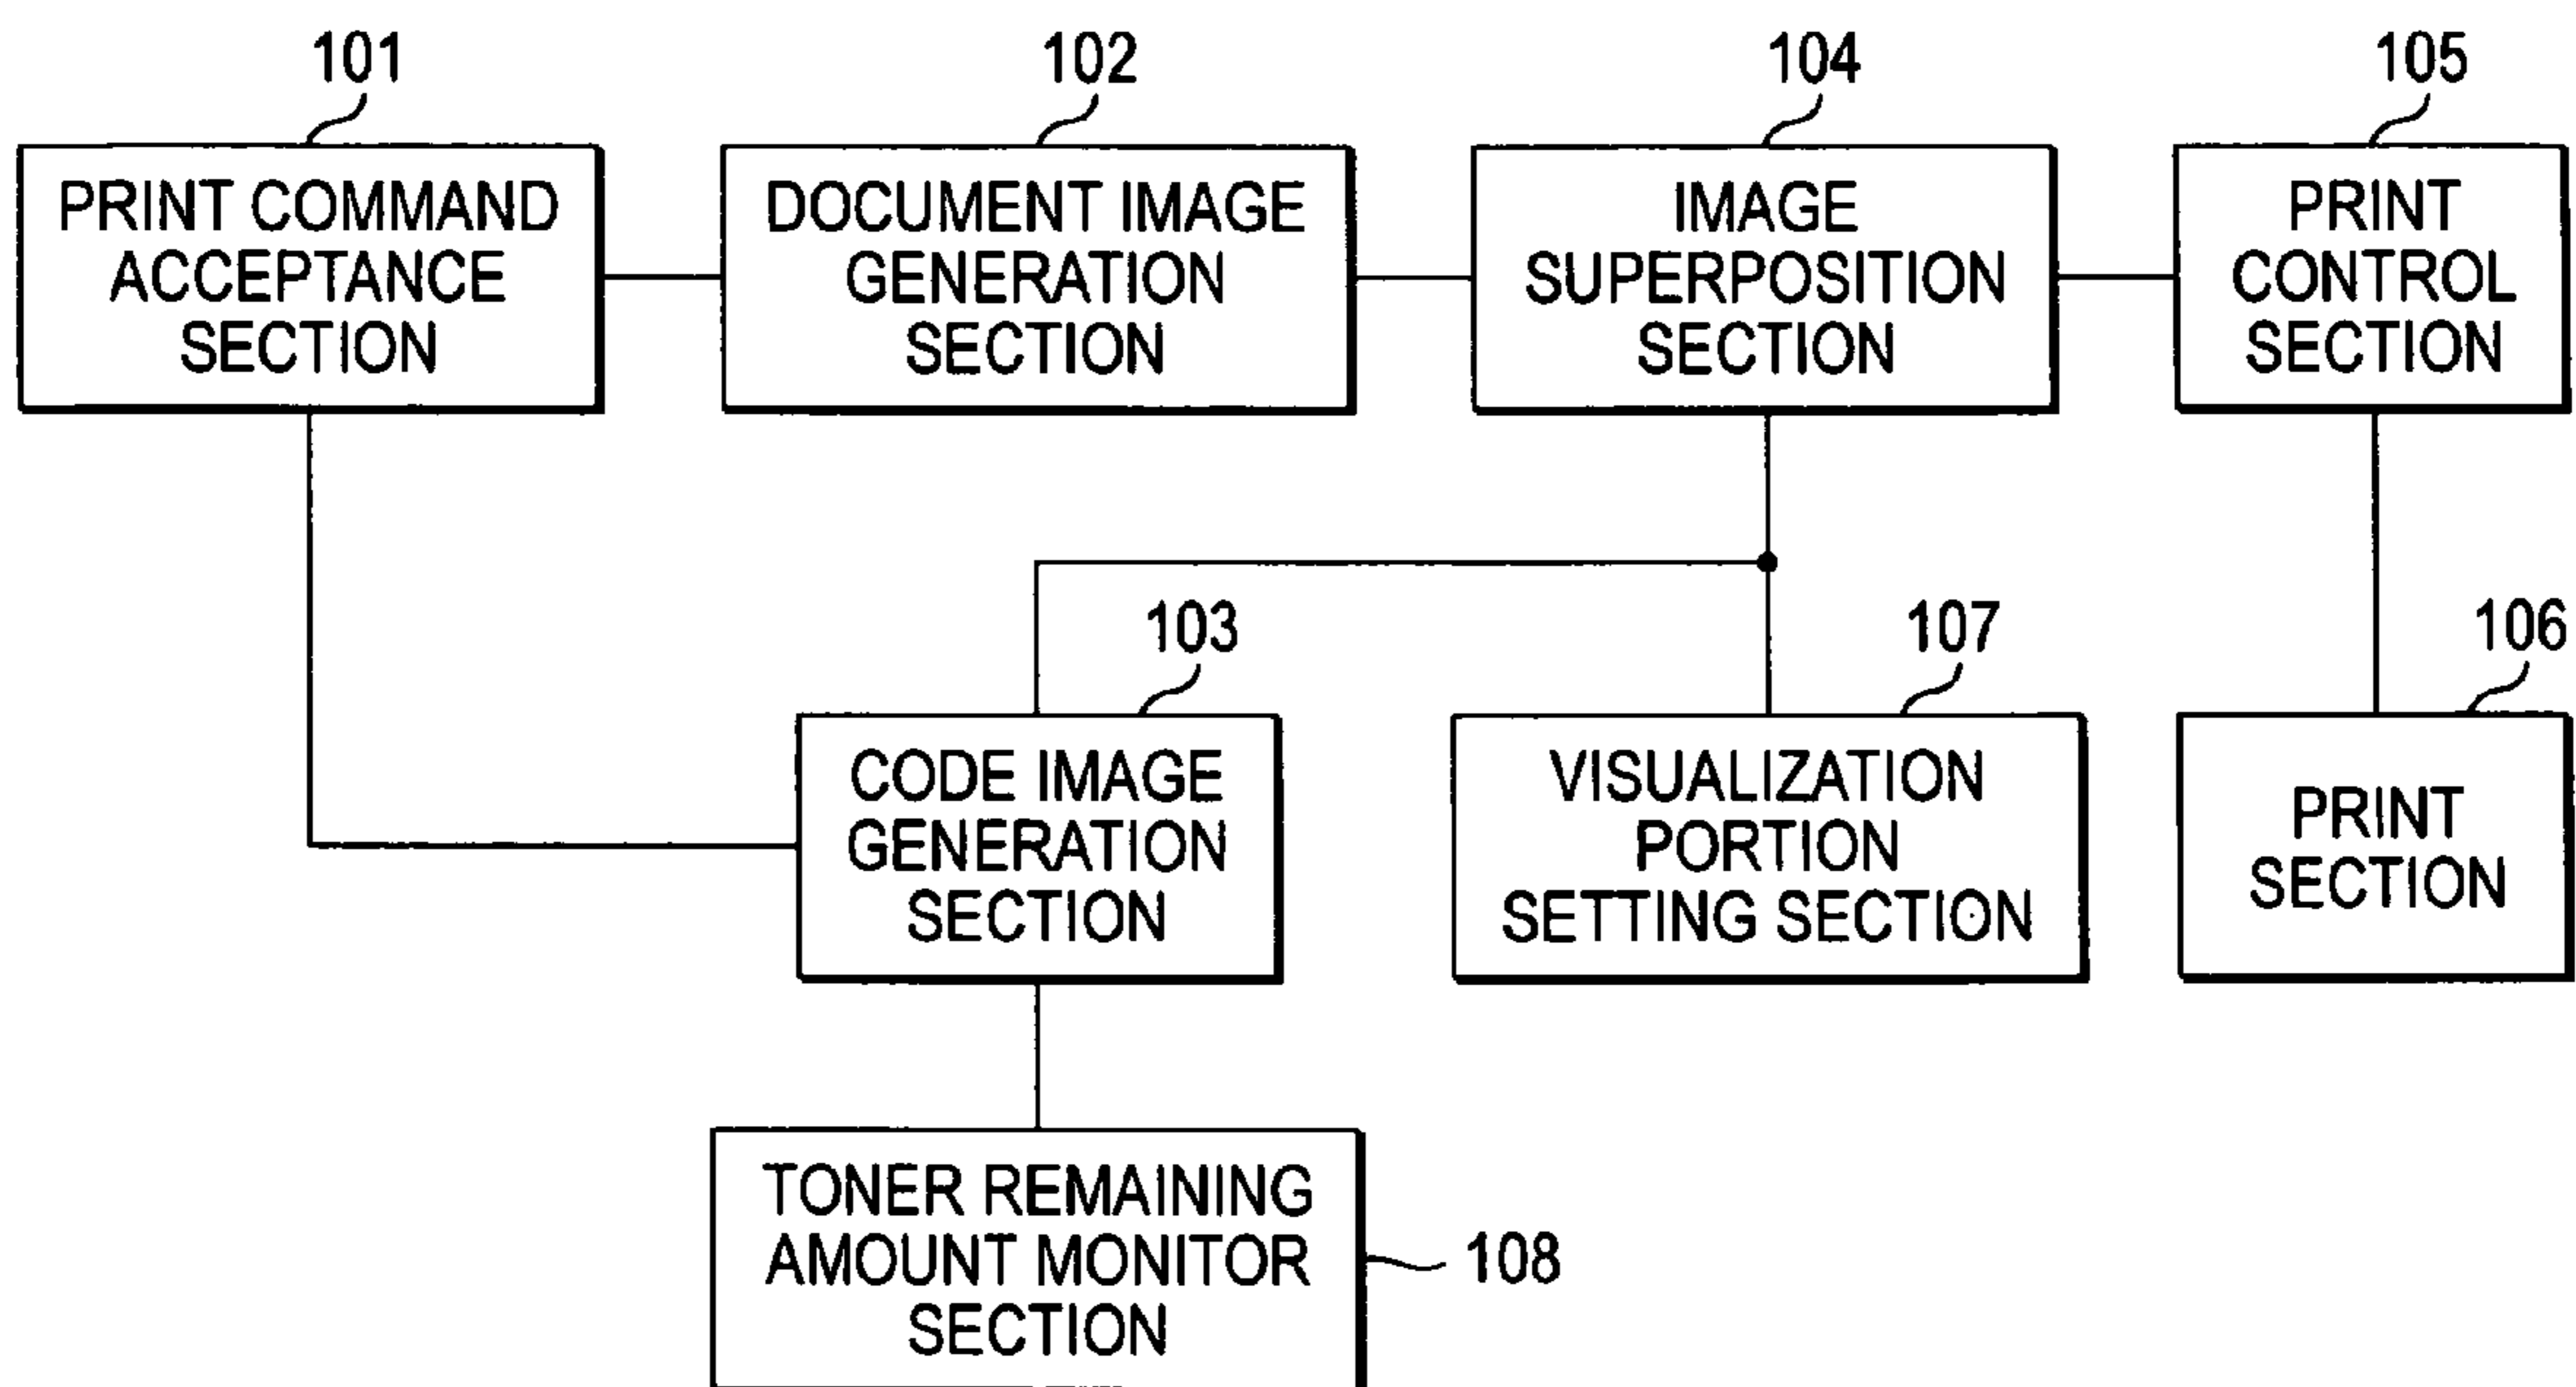 101
102
104
105
PRINT COMMAND
ACCEPTANCE
SECTION
DOCUMENT IMAGE
GENERATION
SECTION
IMAGE
SUPERPOSITION
SECTION
PRINT
CONTROL
SECTION
103
107
106
CODE IMAGE
GENERATION
SECTION
VISUALIZATION
PORTION
SETTING SECTION
PRINT
SECTION
TONER REMAINING
AMOUNT MONITOR
SECTION
108